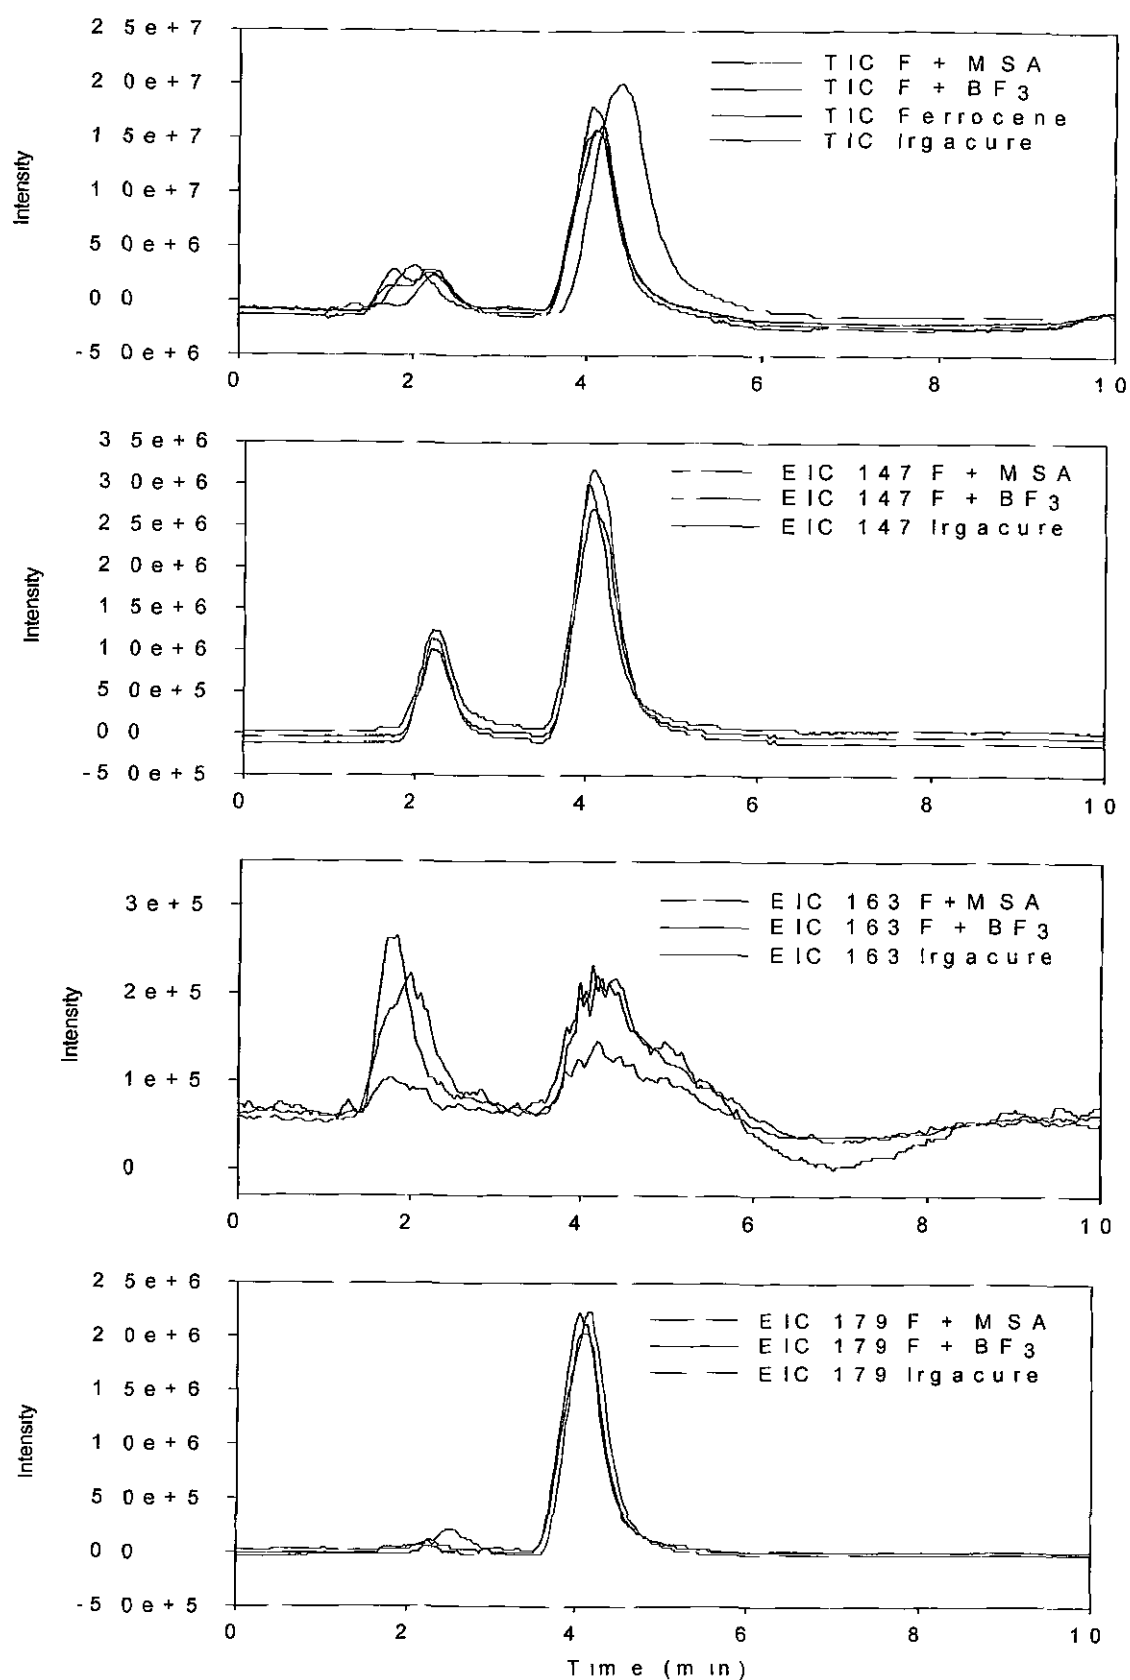 2 5e+7
2 0e+7
1 5e+7
1 0e+7
5 0e+6
0 0
-5 0e+6
Intensity
TIC F + MSA
TIC F + BF3
TIC Ferrocene
TIC Irgacure
0 2 4 6 8 10
3 5e+6
3 0e+6
2 5e+6
2 0e+6
1 5e+6
1 0e+6
5 0e+5
0 0
-5 0e+5
Intensity
EIC 147 F + MSA
EIC 147 F + BF3
EIC 147 Irgacure
0 2 4 6 8 10
3e+5
2e+5
1e+5
0
Intensity
EIC 163 F+MSA
EIC 163 F + BF3
EIC 163 Irgacure
0 2 4 6 8 10
2 5e+6
2 0e+6
1 5e+6
1 0e+6
5 0e+5
0 0
-5 0e+5
Intensity
EIC 179 F + MSA
EIC 179 F + BF3
EIC 179 Irgacure
0 2 4 6 8 10
Time (min)